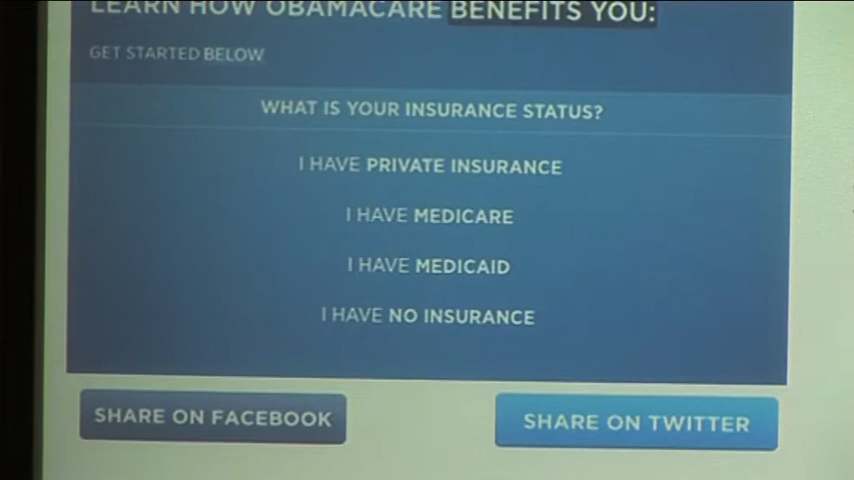 LEARN HOW OBAMACARE BENEFITS YOU:
GET STARTED BELOW
WHAT IS YOUR INSURANCE STATUS?
I HAVE PRIVATE INSURANCE
I HAVE MEDICARE
I HAVE MEDICAID
I HAVE NO INSURANCE
SHARE ON FACEBOOK
SHARE ON TWITTER